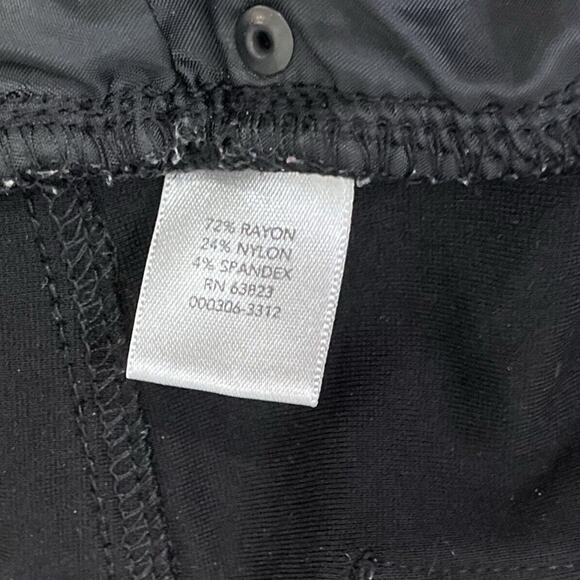 72% RAYON
24% NYLON
4% SPANDEX
RN 63823
000306-3312